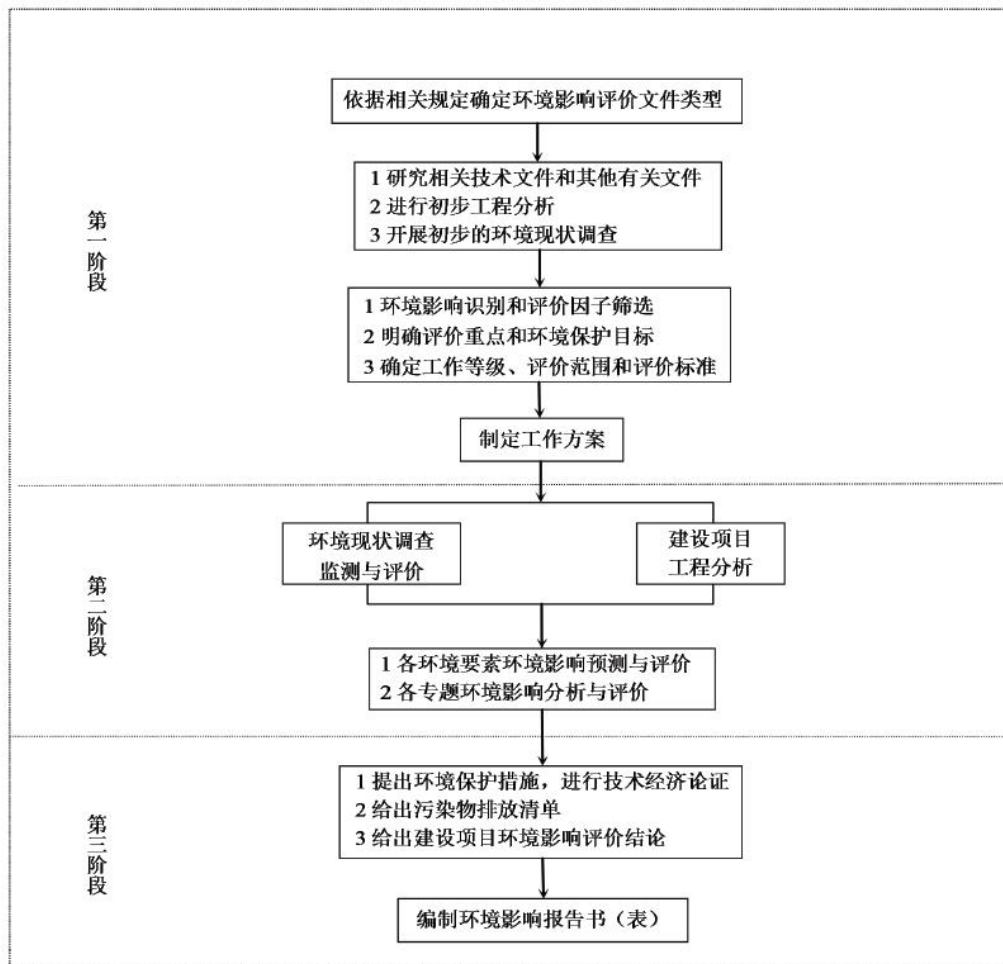 依据相关规定确定环境影响评价文件类型
1 研究相关技术文件和其他有关文件
2 进行初步工程分析
3 开展初步的环境现状调查
第一阶段
1 环境影响识别和评价因子筛选
2 明确评价重点和环境保护目标
3 确定工作等级、评价范围和评价标准
制定工作方案
环境现状调查
监测与评价
建设项目
工程分析
第二阶段
1 各环境要素环境影响预测与评价
2 各专题环境影响分析与评价
1 提出环境保护措施，进行技术经济论证
2 给出污染物排放清单
3 给出建设项目环境影响评价结论
第三阶段
编制环境影响报告书（表）